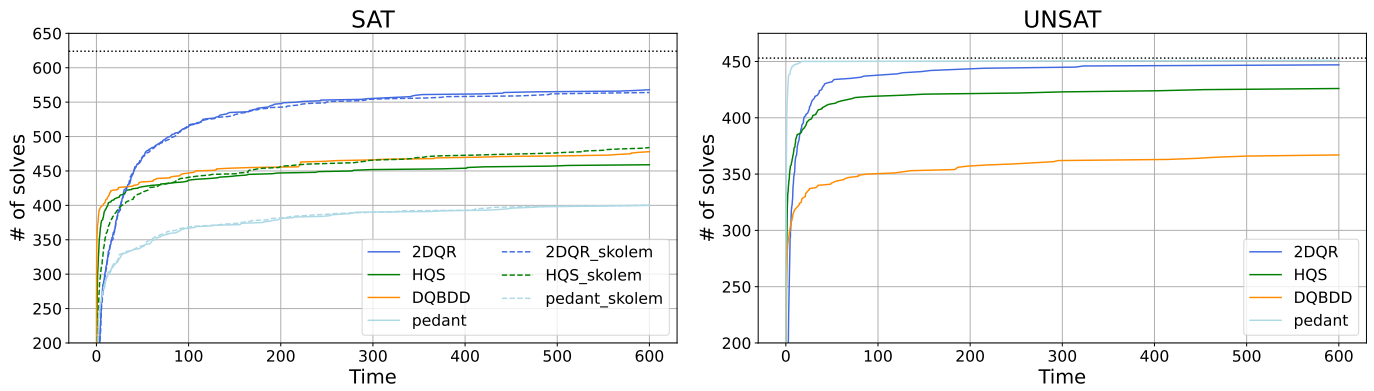 SAT
650
600
550
500
450
400
350
300
250
200
# of solves
0 100 200 300 400 500 600
Time
2DQR
HQS
DQBDD
pedant
2DQR_skolem
HQS_skolem
pedant_skolem
UNSAT
450
400
350
300
250
200
# of solves
0 100 200 300 400 500 600
Time
2DQR
HQS
DQBDD
pedant